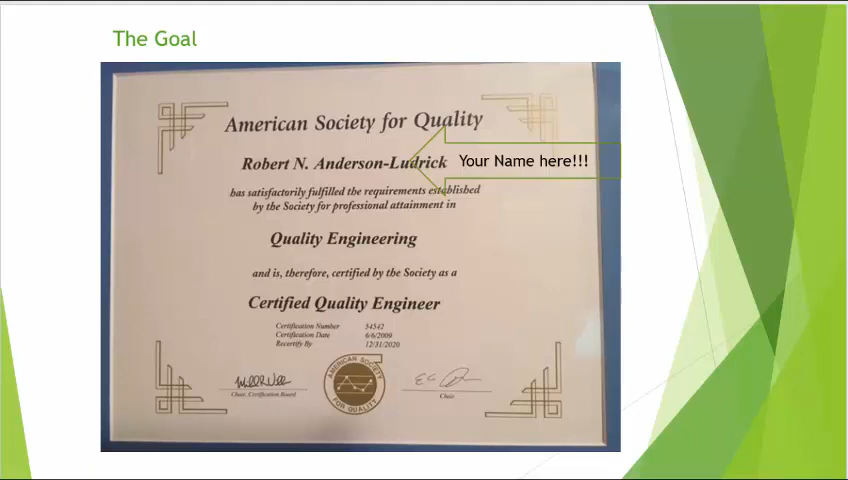 The Goal
American Society for Quality
Robert N. Anderson-Ludrick
Your Name here!!!
has satisfactorily fulfilled the requirements established
by the Society for professional attainment in
Quality Engineering
and is, therefore, certified by the Society as a
Certified Quality Engineer
Certification Number 54542
Certification Date 6/6/2009
Recertify By 12/31/2020
AMERICAN SOCIETY
FOR QUALITY
Chair, Certification Board
Chair